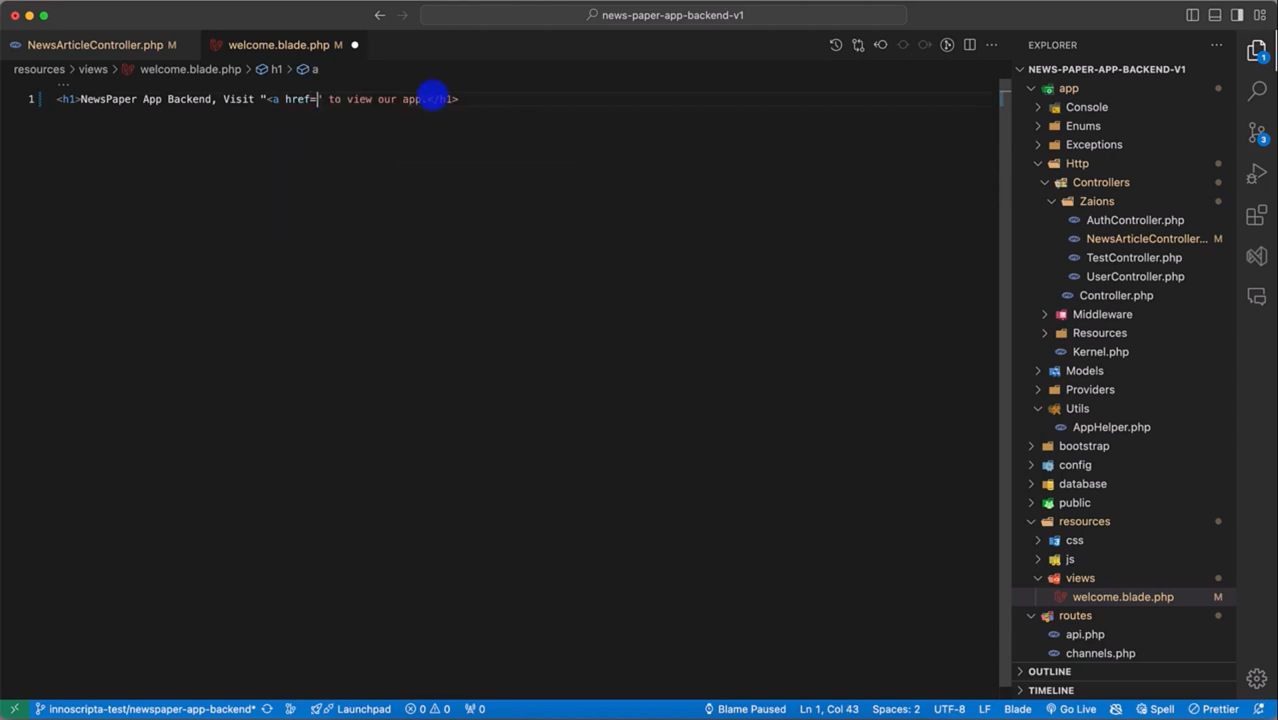 news-paper-app-backend-v1
NewsArticleController.php M
welcome.blade.php M
resources > views > welcome.blade.php > h1 > a
...
1 <h1>NewsPaper App Backend, Visit "<a href=' to view our app.</h1>
EXPLORER
NEWS-PAPER-APP-BACKEND-V1
app
Console
Enums
Exceptions
Http
Controllers
Zaions
AuthController.php
NewsArticleController... M
TestController.php
UserController.php
Controller.php
Middleware
Resources
Kernel.php
Models
Providers
Utils
AppHelper.php
bootstrap
config
database
public
resources
css
js
views
welcome.blade.php M
routes
api.php
channels.php
OUTLINE
TIMELINE
1
3
innoscripta-test/newspaper-app-backend* Launchpad 0 0 0 Blame Paused Ln 1, Col 43 Spaces: 2 UTF-8 LF Blade Go Live Spell Prettier